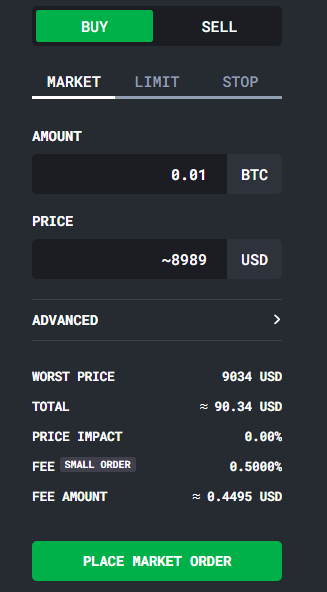 BUY SELL
MARKET LIMIT STOP
AMOUNT
0.01 BTC
PRICE
~8989 USD
ADVANCED >
WORST PRICE 9034 USD
TOTAL ≈ 90.34 USD
PRICE IMPACT 0.00%
FEE SMALL ORDER 0.5000%
FEE AMOUNT ≈ 0.4495 USD
PLACE MARKET ORDER